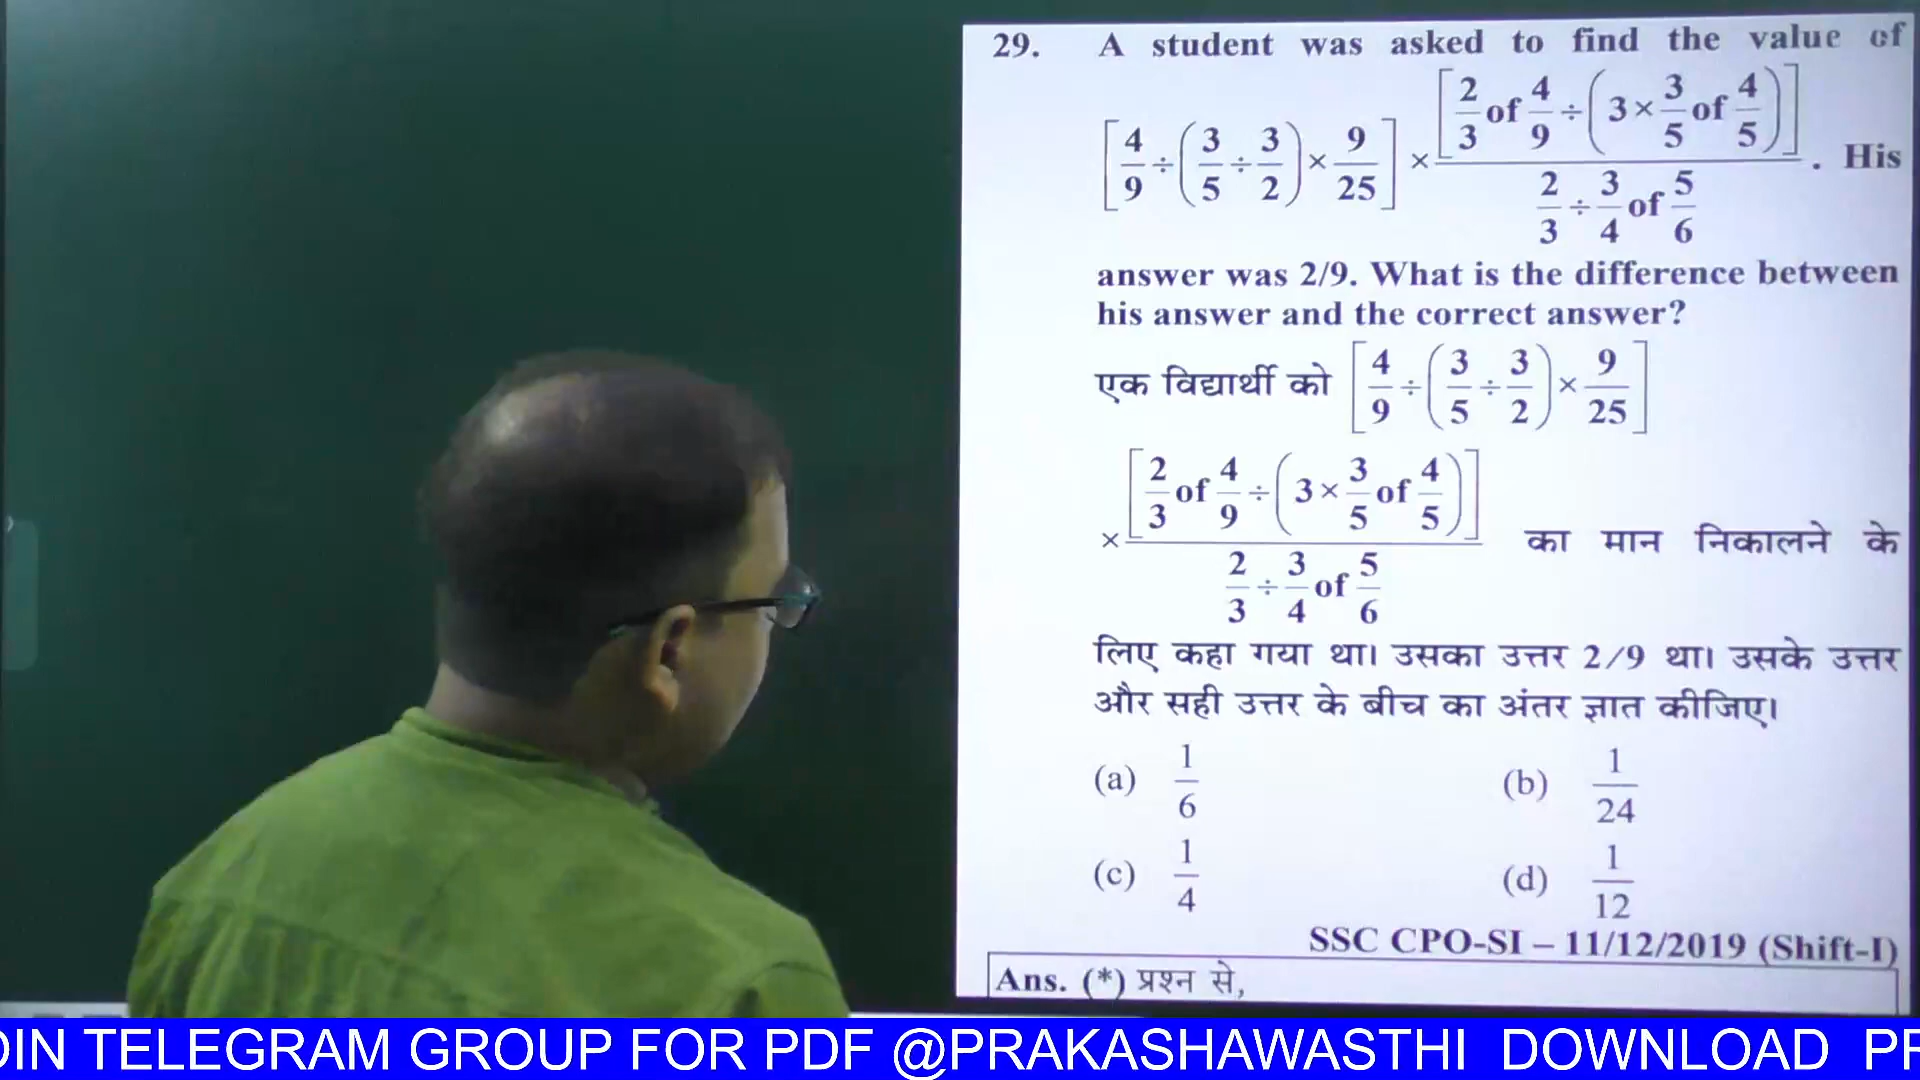 29. A student was asked to find the value of
[4/9 ÷ (3/5 ÷ 3/2) × 9/25] × [2/3 of 4/9 ÷ (3 × 3/5 of 4/5)] / (2/3 ÷ 3/4 of 5/6) . His
answer was 2/9. What is the difference between
his answer and the correct answer?
एक विद्यार्थी को [4/9 ÷ (3/5 ÷ 3/2) × 9/25]
× [2/3 of 4/9 ÷ (3 × 3/5 of 4/5)] / (2/3 ÷ 3/4 of 5/6) का मान निकालने के
लिए कहा गया था। उसका उत्तर 2/9 था। उसके उत्तर
और सही उत्तर के बीच का अंतर ज्ञात कीजिए।
(a) 1/6 (b) 1/24
(c) 1/4 (d) 1/12
SSC CPO-SI – 11/12/2019 (Shift-I)
Ans. (*) प्रश्न से,
TELEGRAM GROUP FOR PDF @PRAKASHAWASTHI DOWNLOAD